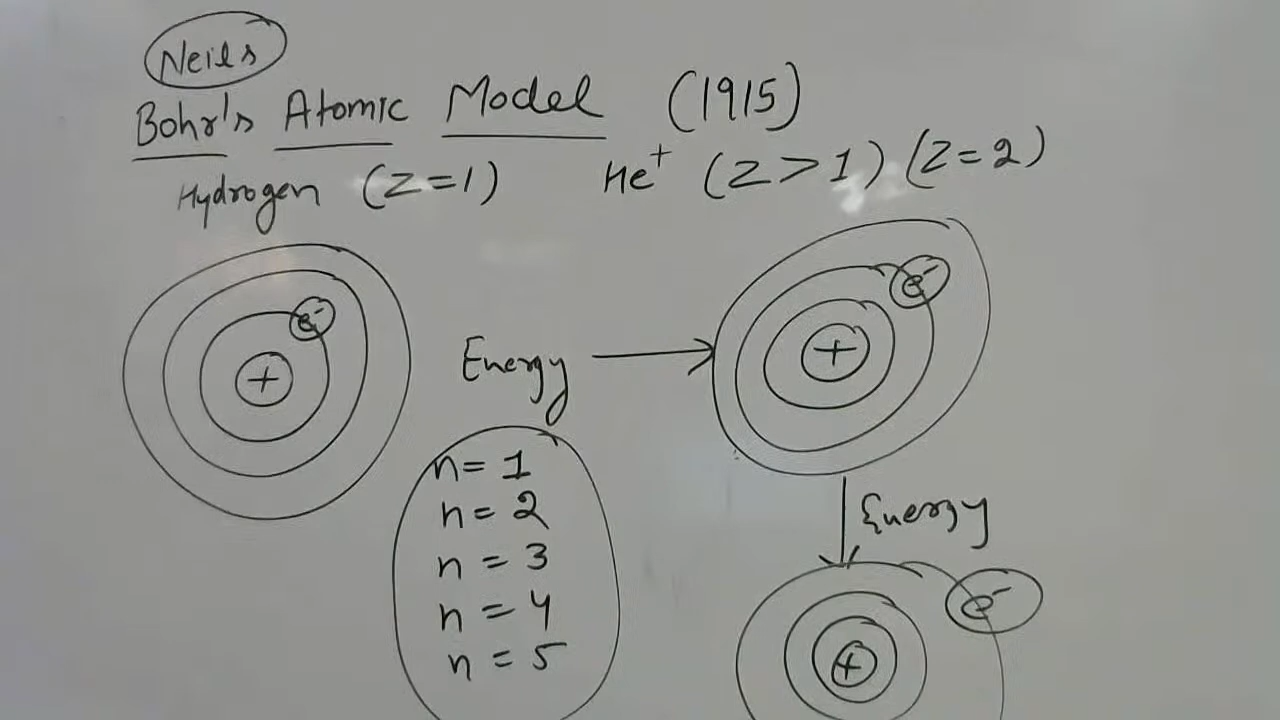 Neils
Bohr's Atomic Model (1915)
Hydrogen (Z=1) He⁺ (Z>1) (Z=2)
e⁻
+
Energy
e⁻
+
n = 1
n = 2
n = 3
n = 4
n = 5
Energy
e⁻
+